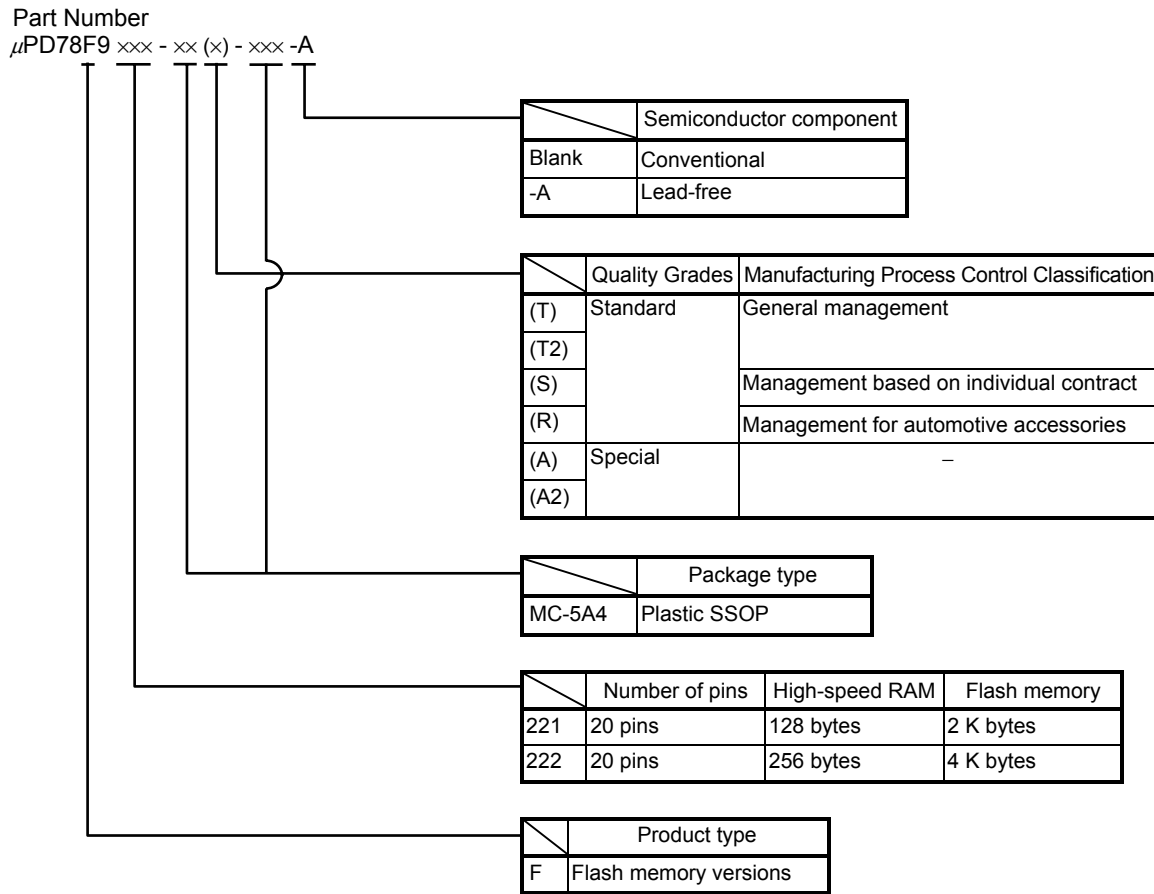 Part Number
μPD78F9 ××× - ×× (×) - ××× -A
Semiconductor component
Blank Conventional
-A Lead-free
Quality Grades Manufacturing Process Control Classification
(T) Standard General management
(T2)
(S) Management based on individual contract
(R) Management for automotive accessories
(A) Special –
(A2)
Package type
MC-5A4 Plastic SSOP
Number of pins High-speed RAM Flash memory
221 20 pins 128 bytes 2 K bytes
222 20 pins 256 bytes 4 K bytes
Product type
F Flash memory versions